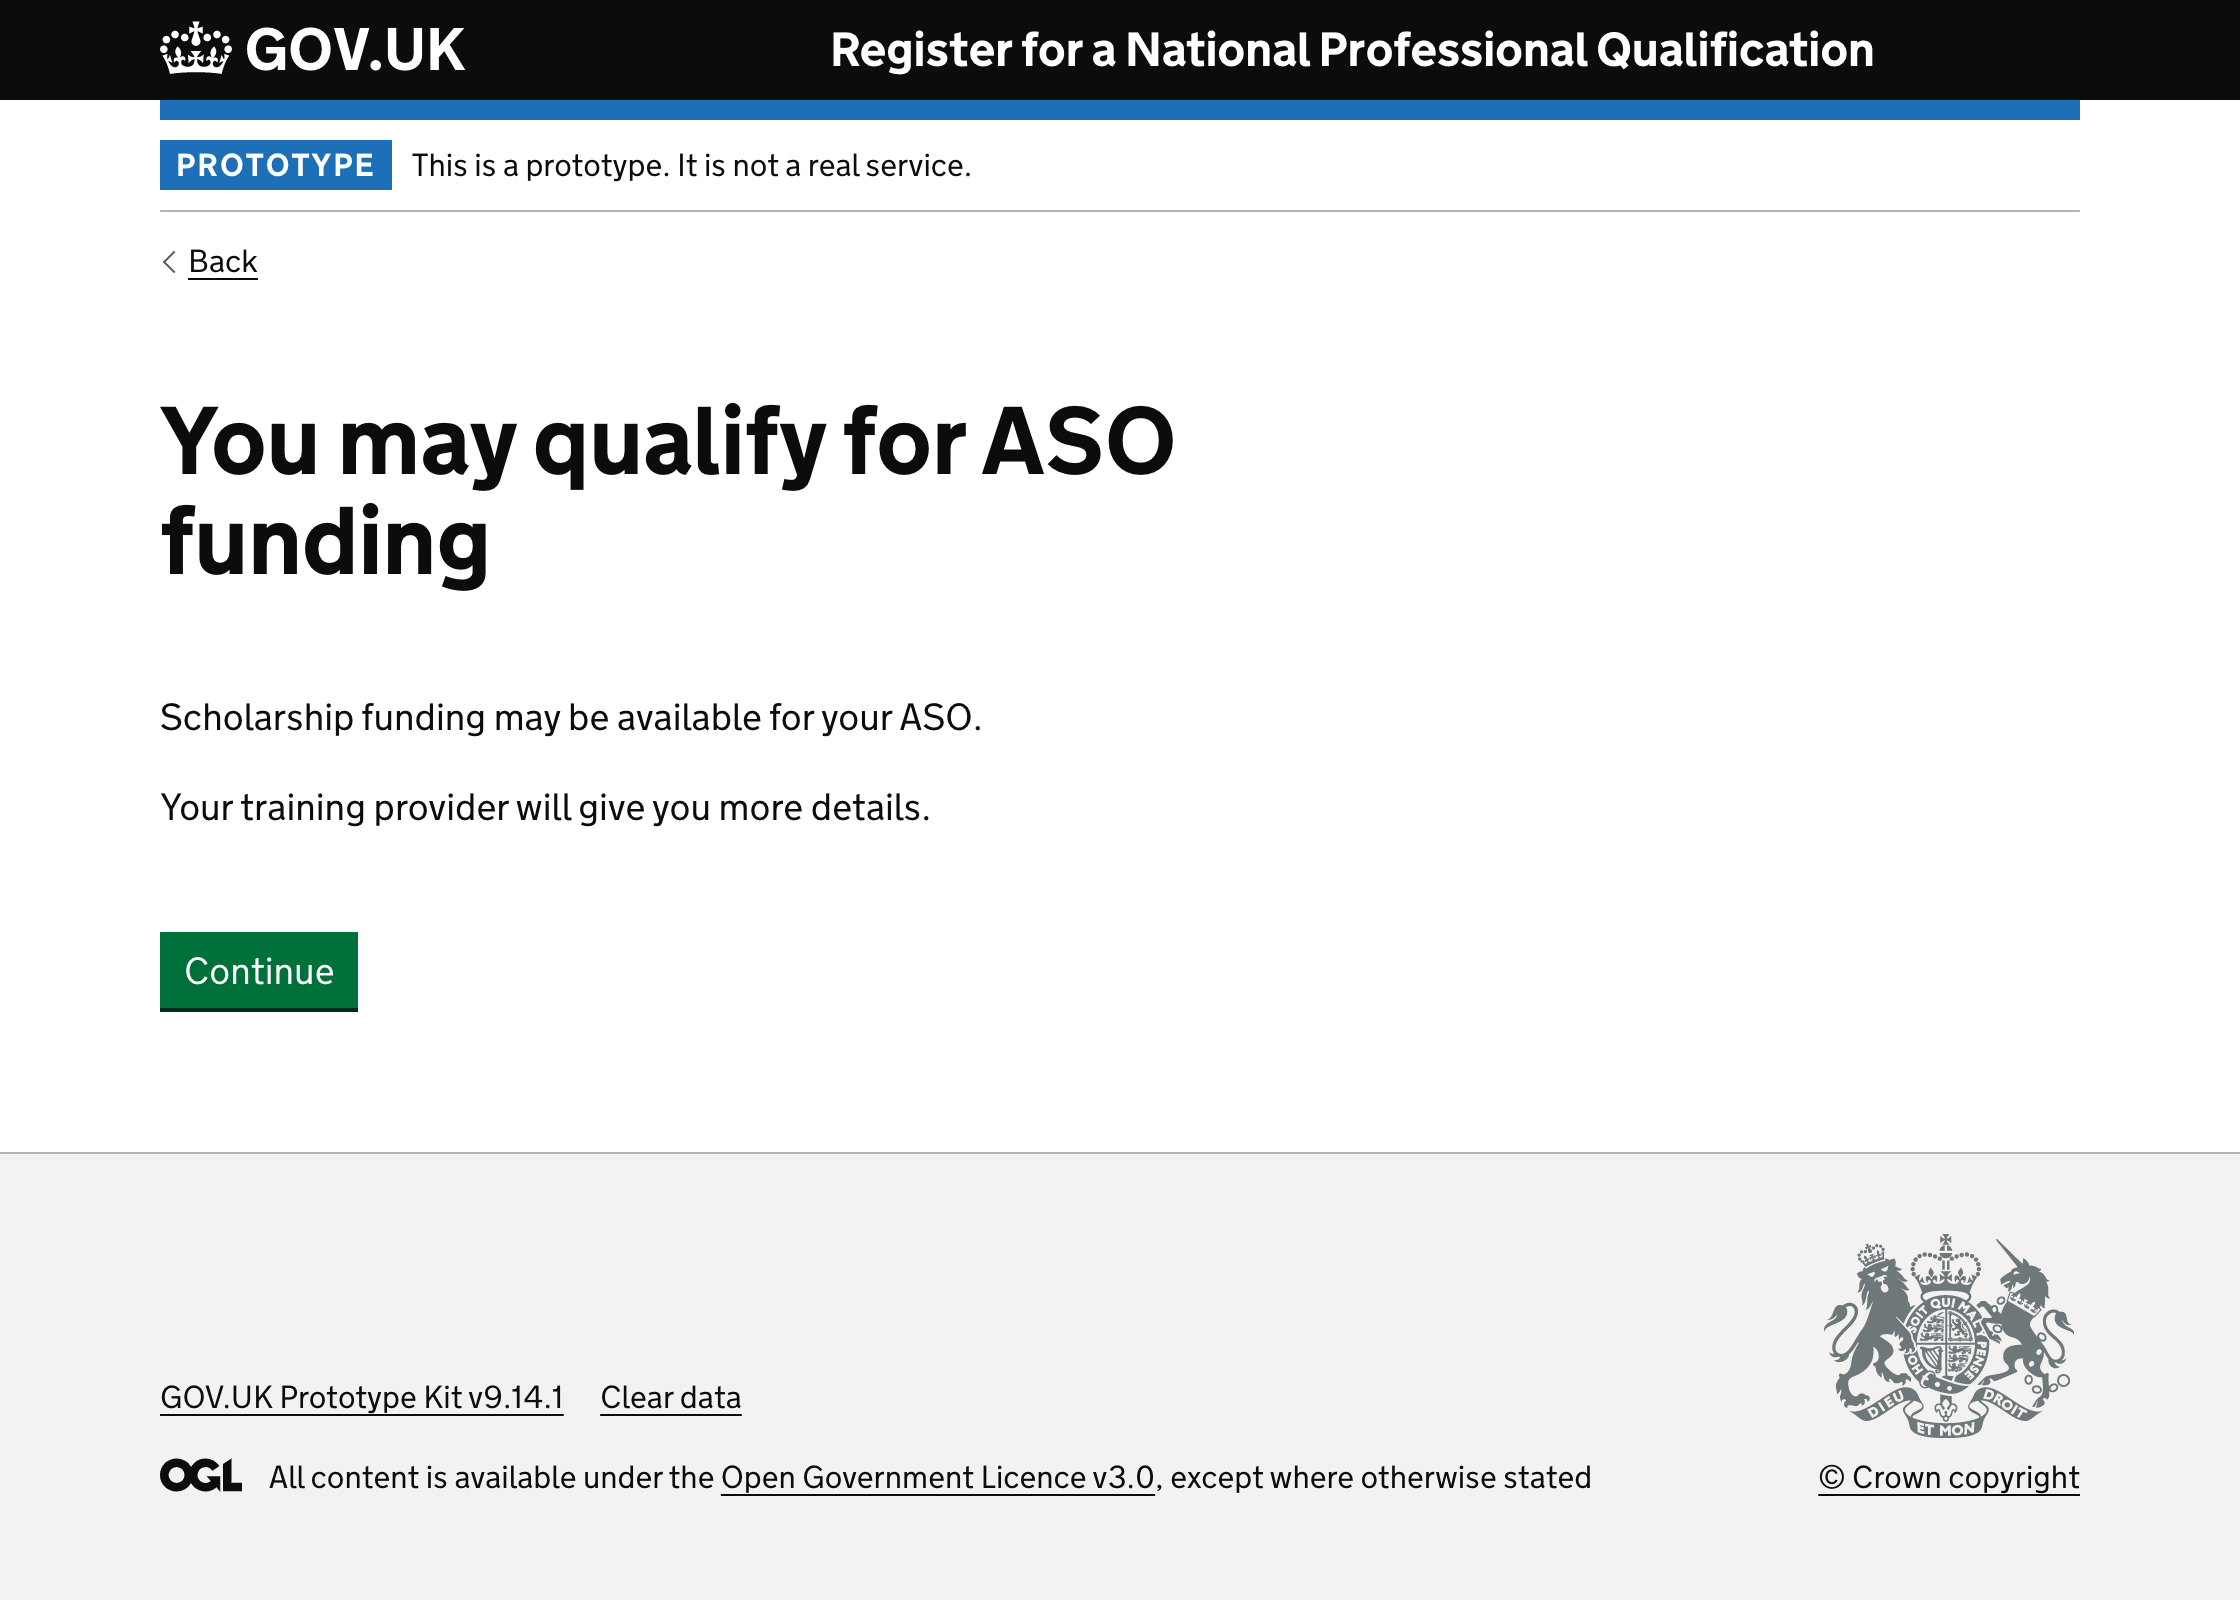 GOV.UK
Register for a National Professional Qualification
PROTOTYPE
This is a prototype. It is not a real service.
Back
You may qualify for ASO
funding
Scholarship funding may be available for your ASO.
Your training provider will give you more details.
Continue
GOV.UK Prototype Kit v9.14.1
Clear data
OGL
All content is available under the Open Government Licence v3.0, except where otherwise stated
SOIT QUI MAL Y PENSE
HO
DIEU
ET MON
DROIT
© Crown copyright